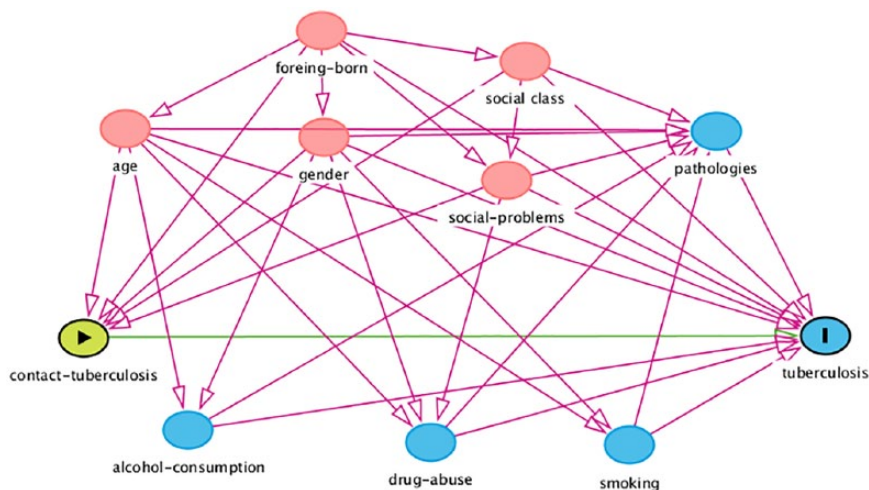 foreing-born
social class
age
gender
pathologies
social-problems
contact-tuberculosis
tuberculosis
alcohol-consumption
drug-abuse
smoking